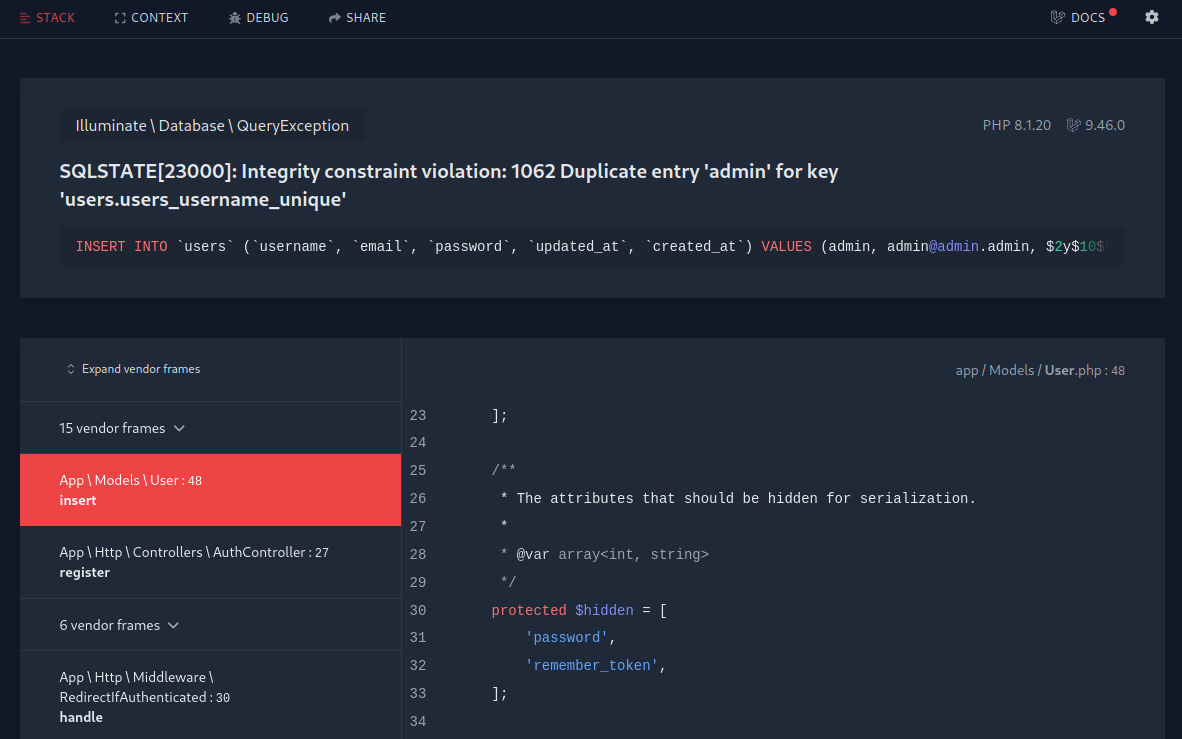 STACK CONTEXT DEBUG SHARE DOCS
Illuminate \ Database \ QueryException PHP 8.1.20 9.46.0
SQLSTATE[23000]: Integrity constraint violation: 1062 Duplicate entry 'admin' for key
'users.users_username_unique'
INSERT INTO `users` (`username`, `email`, `password`, `updated_at`, `created_at`) VALUES (admin, admin@admin.admin, $2y$10$
Expand vendor frames
15 vendor frames
App \ Models \ User : 48
insert
App \ Http \ Controllers \ AuthController : 27
register
6 vendor frames
App \ Http \ Middleware \
RedirectIfAuthenticated : 30
handle
app / Models / User.php : 48
23 ];
24
25 /**
26 * The attributes that should be hidden for serialization.
27 *
28 * @var array<int, string>
29 */
30 protected $hidden = [
31 'password',
32 'remember_token',
33 ];
34